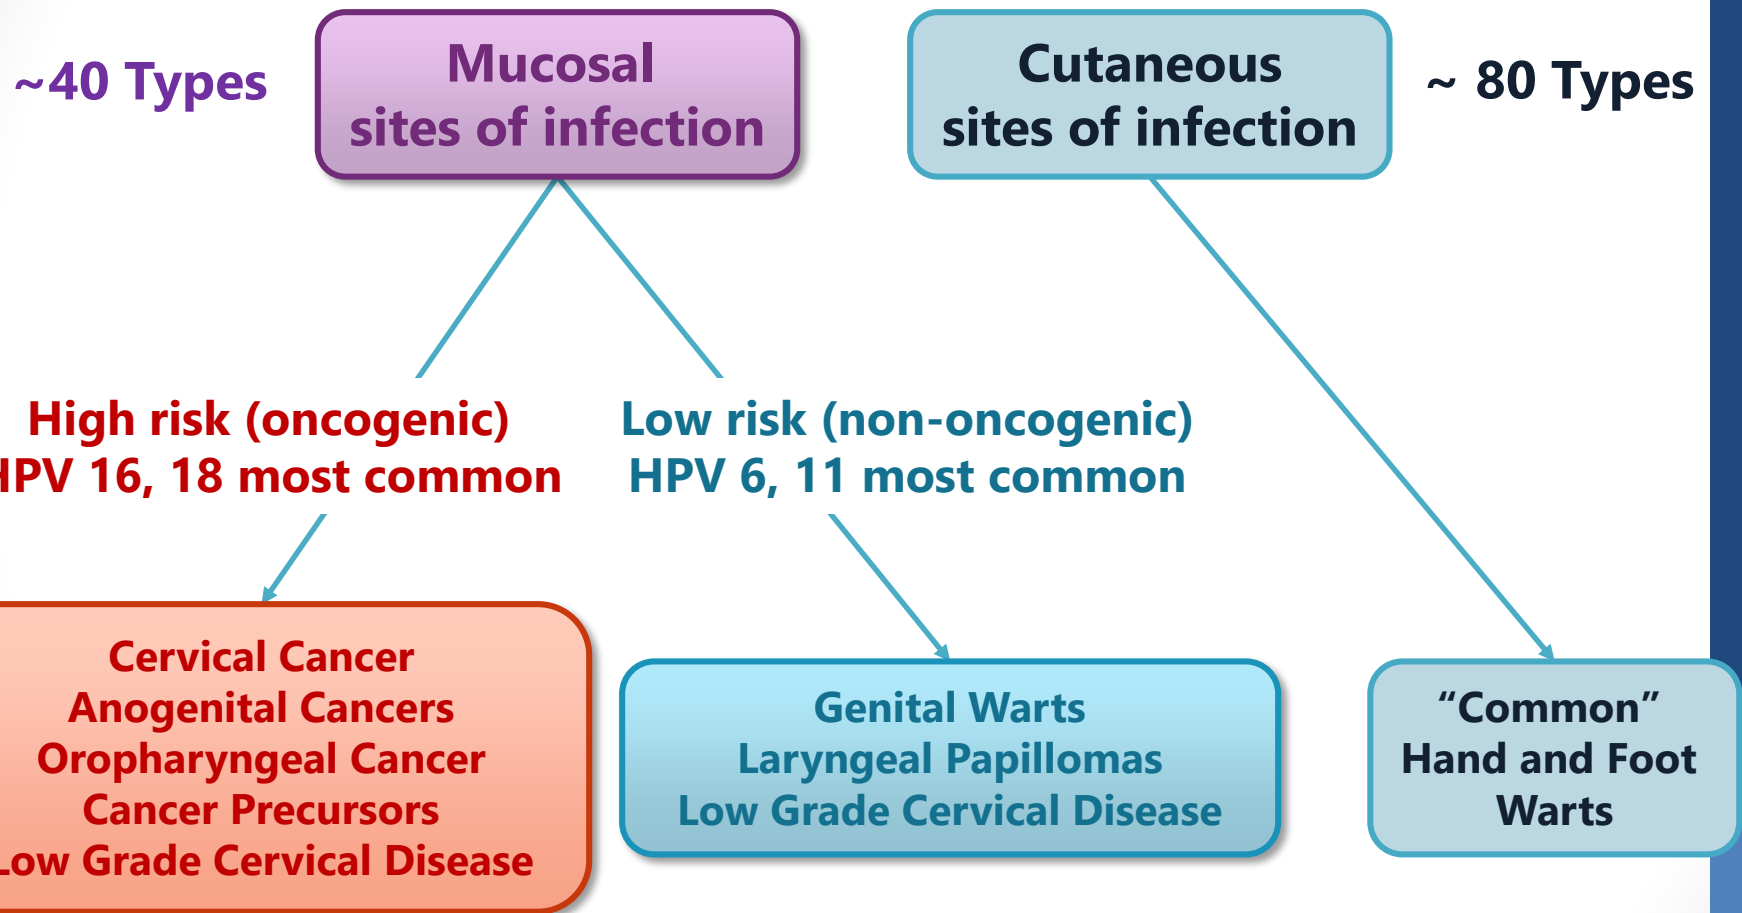 ~40 Types
Mucosal
sites of infection
Cutaneous
sites of infection
~ 80 Types
High risk (oncogenic)
HPV 16, 18 most common
Low risk (non-oncogenic)
HPV 6, 11 most common
Cervical Cancer
Anogenital Cancers
Oropharyngeal Cancer
Cancer Precursors
Low Grade Cervical Disease
Genital Warts
Laryngeal Papillomas
Low Grade Cervical Disease
“Common”
Hand and Foot
Warts